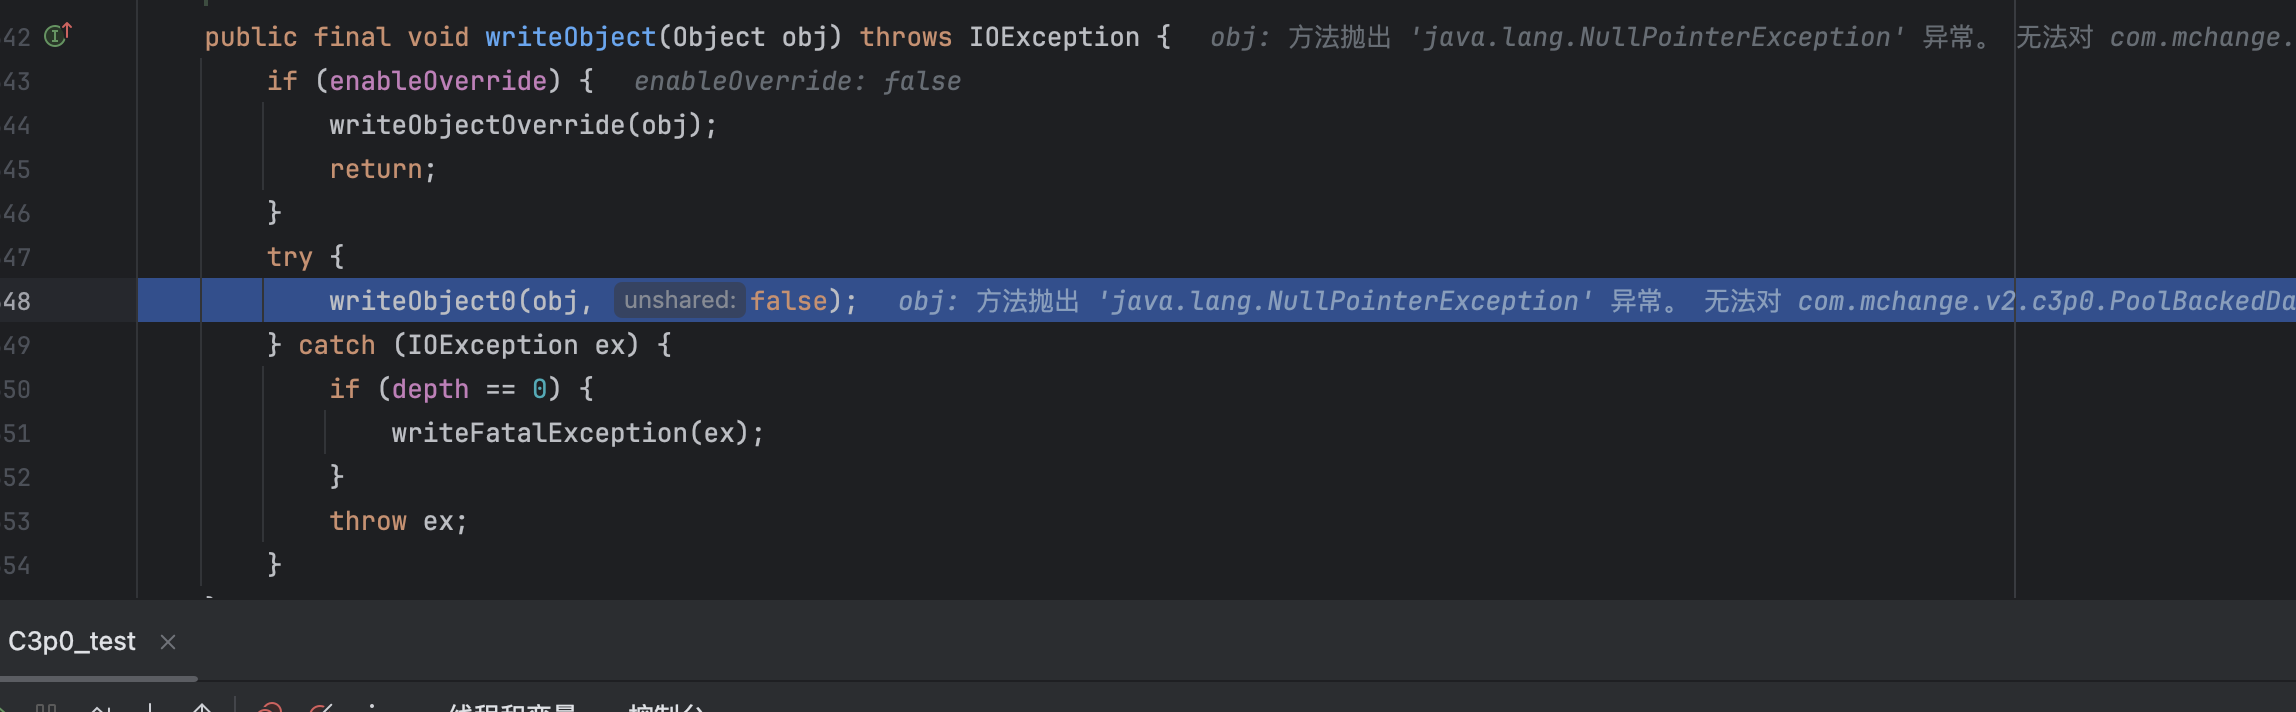 42 public final void writeObject(Object obj) throws IOException { obj: 方法抛出 'java.lang.NullPointerException' 异常。 无法对 com.mchange.
43 if (enableOverride) { enableOverride: false
44 writeObjectOverride(obj);
45 return;
46 }
47 try {
48 writeObject0(obj, unshared: false); obj: 方法抛出 'java.lang.NullPointerException' 异常。 无法对 com.mchange.v2.c3p0.PoolBackedDa
49 } catch (IOException ex) {
50 if (depth == 0) {
51 writeFatalException(ex);
52 }
53 throw ex;
54 }
C3p0_test
线程和变量 控制台